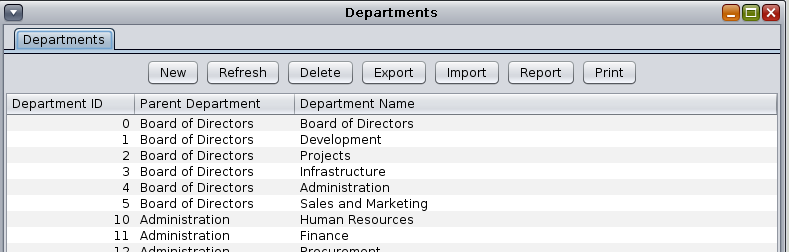 Departments
Departments
New Refresh Delete Export Import Report Print
Department ID Parent Department Department Name
0 Board of Directors Board of Directors
1 Board of Directors Development
2 Board of Directors Projects
3 Board of Directors Infrastructure
4 Board of Directors Administration
5 Board of Directors Sales and Marketing
10 Administration Human Resources
11 Administration Finance
12 Administration Procurement